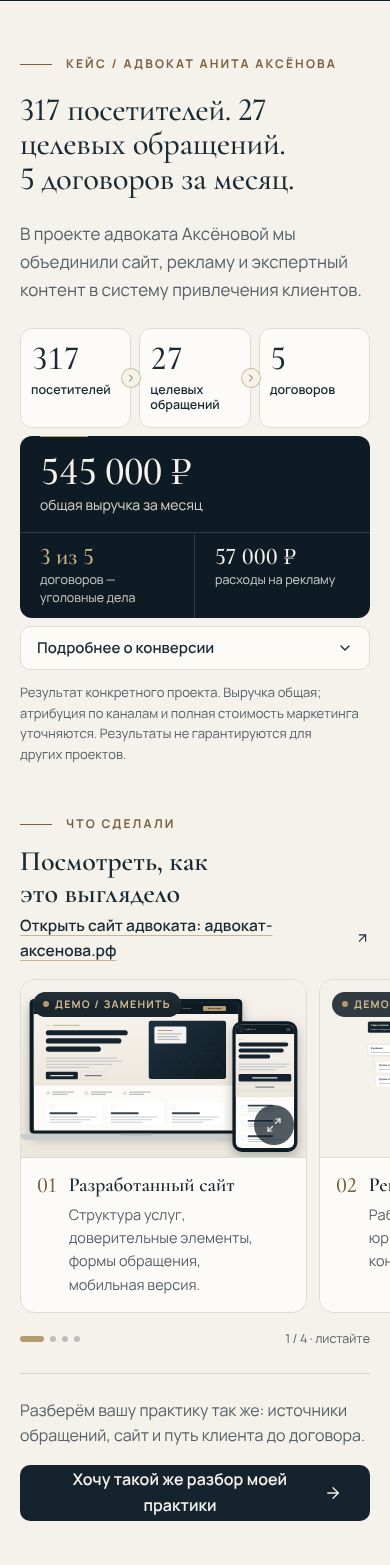 КЕЙС / АДВОКАТ АНИТА АКСЁНОВА
317 посетителей. 27
целевых обращений.
5 договоров за месяц.
В проекте адвоката Аксёновой мы
объединили сайт, рекламу и экспертный
контент в систему привлечения клиентов.
317
посетителей
27
целевых
обращений
5
договоров
545 000 ₽
общая выручка за месяц
3 из 5
договоров —
уголовные дела
57 000 ₽
расходы на рекламу
Подробнее о конверсии
Результат конкретного проекта. Выручка общая;
атрибуция по каналам и полная стоимость маркетинга
уточняются. Результаты не гарантируются для
других проектов.
ЧТО СДЕЛАЛИ
Посмотреть, как
это выглядело
Открыть сайт адвоката: адвокат-
аксенова.рф
ДЕМО / ЗАМЕНИТЬ
ДЕМО
01 Разработанный сайт
Структура услуг,
доверительные элементы,
формы обращения,
мобильная версия.
02
1 / 4 · листайте
Разберём вашу практику так же: источники
обращений, сайт и путь клиента до договора.
Хочу такой же разбор моей
практики